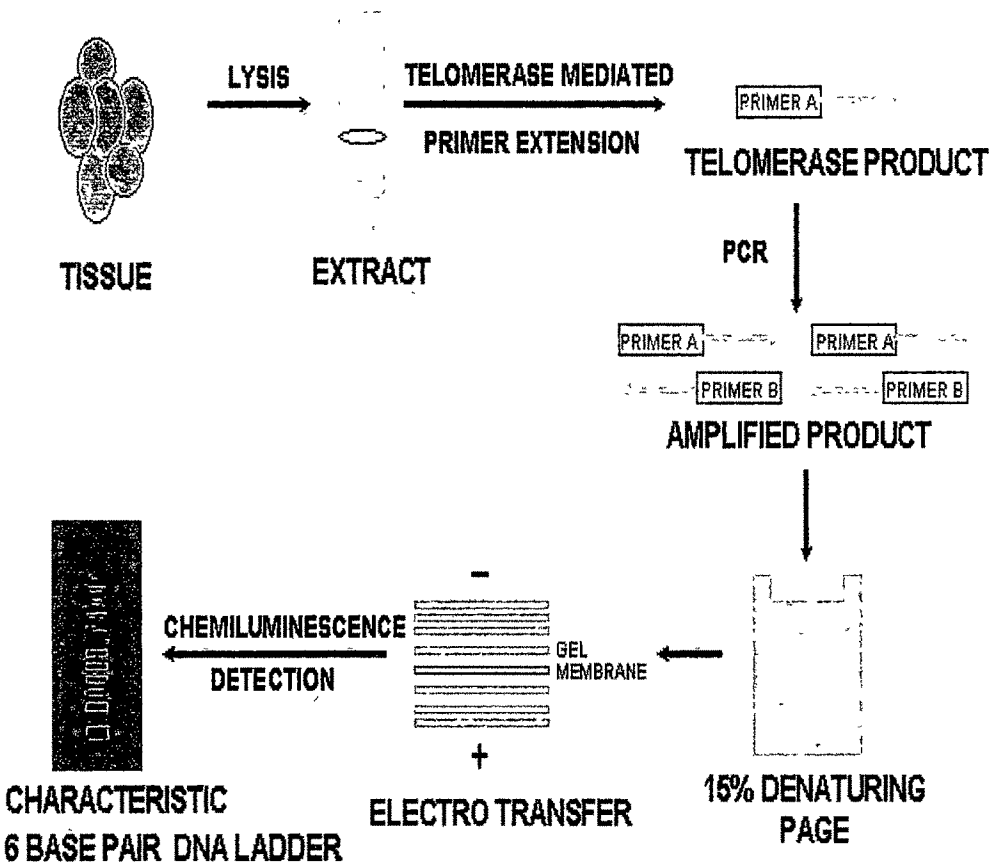 LYSIS
TELOMERASE MEDIATED
PRIMER EXTENSION
PRIMER A
TELOMERASE PRODUCT
TISSUE
EXTRACT
PCR
PRIMER A
PRIMER A
PRIMER B
PRIMER B
AMPLIFIED PRODUCT
-
CHEMILUMINESCENCE
DETECTION
GEL
MEMBRANE
+
CHARACTERISTIC
6 BASE PAIR DNA LADDER
ELECTRO TRANSFER
15% DENATURING
PAGE